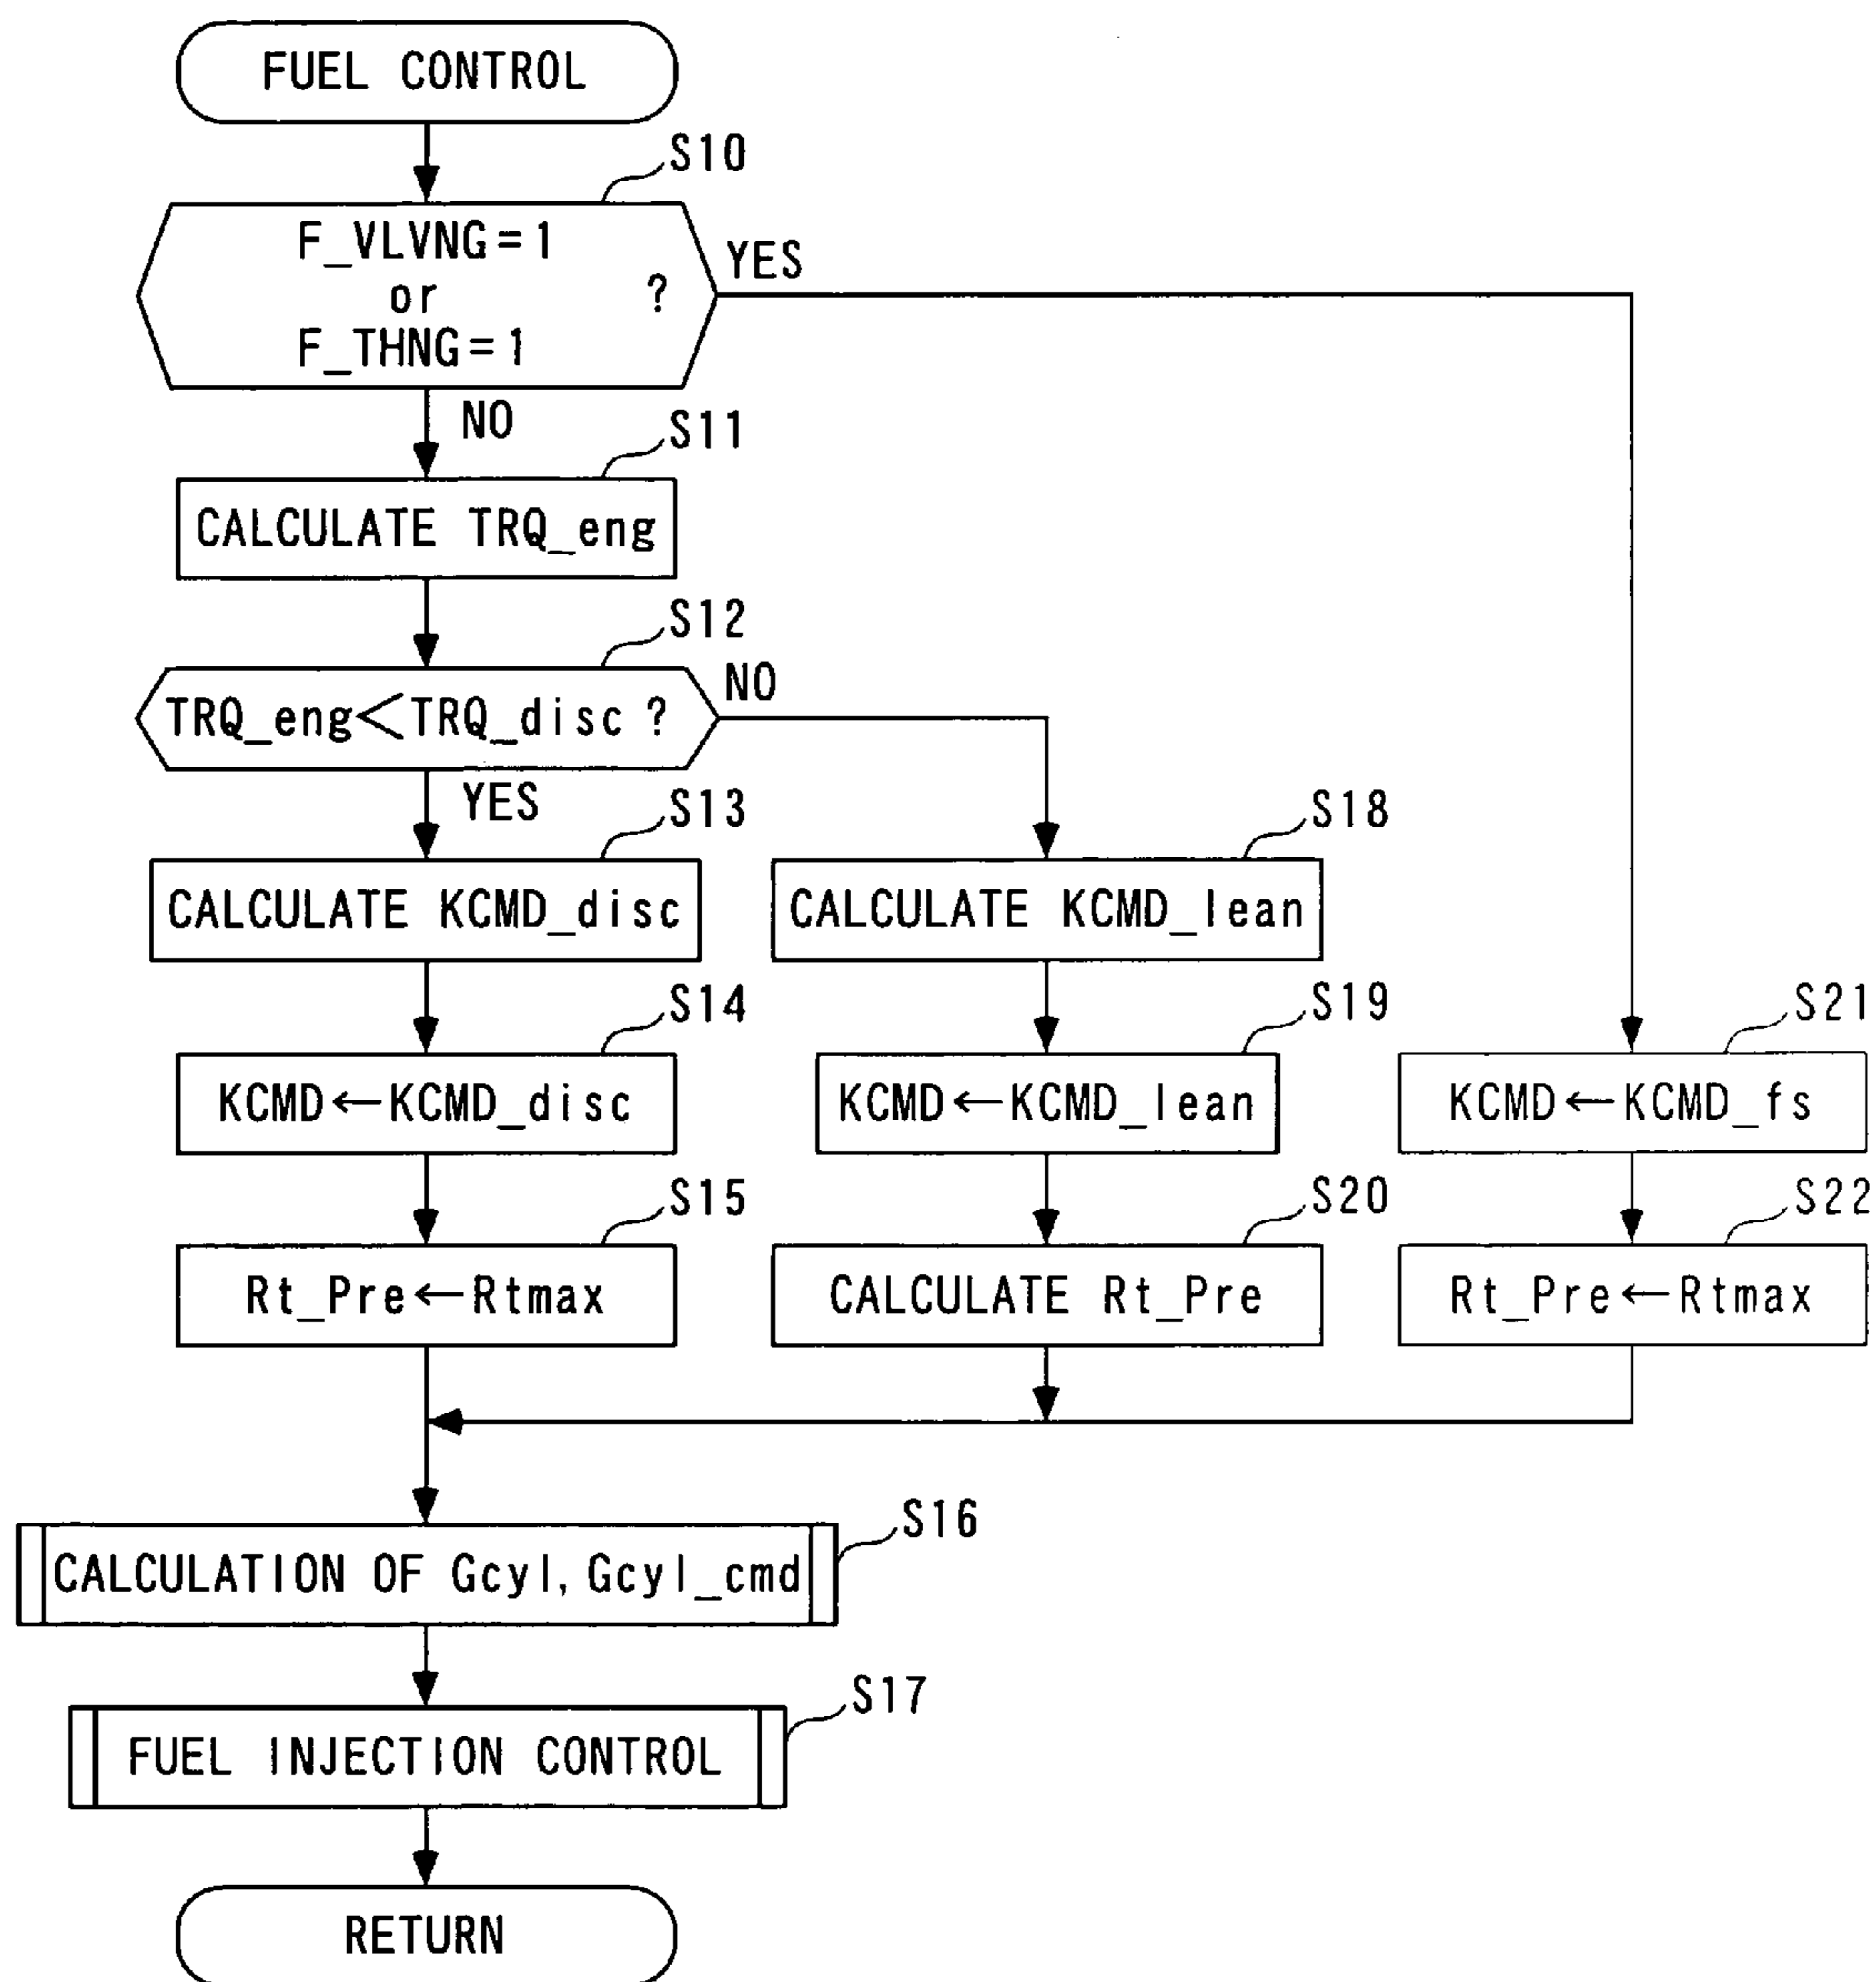 FUEL CONTROL
S10
F_VLVNG=1
or
F_THNG=1
?
YES
NO
S11
CALCULATE TRQ_eng
S12
TRQ_eng<TRQ_disc ?
NO
YES
S13
CALCULATE KCMD_disc
S18
CALCULATE KCMD_lean
S14
KCMD←KCMD_disc
S19
KCMD←KCMD_lean
S21
KCMD←KCMD_fs
S15
Rt_Pre←Rtmax
S20
CALCULATE Rt_Pre
S22
Rt_Pre←Rtmax
S16
CALCULATION OF Gcyl, Gcyl_cmd
S17
FUEL INJECTION CONTROL
RETURN